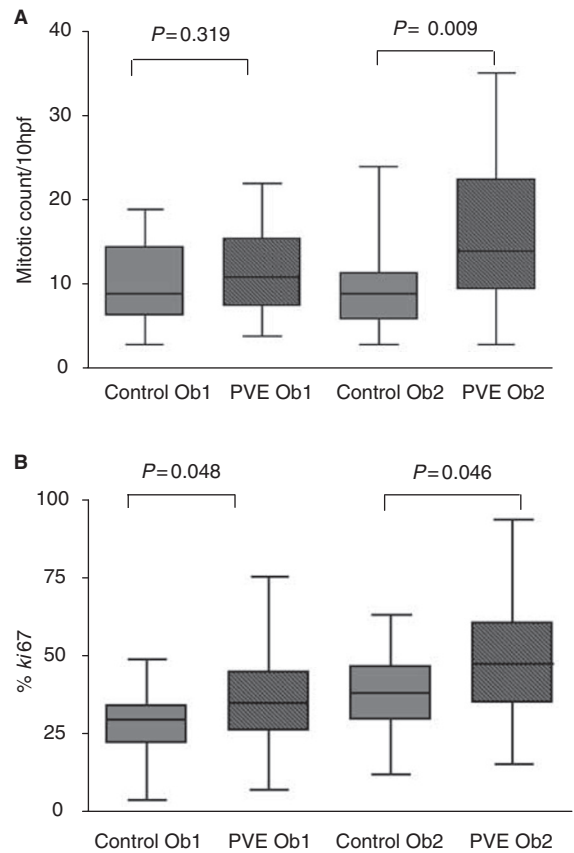 A
P=0.319
P= 0.009
Mitotic count/10hpf
40
30
20
10
0
Control Ob1 PVE Ob1 Control Ob2 PVE Ob2
B
P=0.048
P=0.046
% ki67
100
75
50
25
0
Control Ob1 PVE Ob1 Control Ob2 PVE Ob2